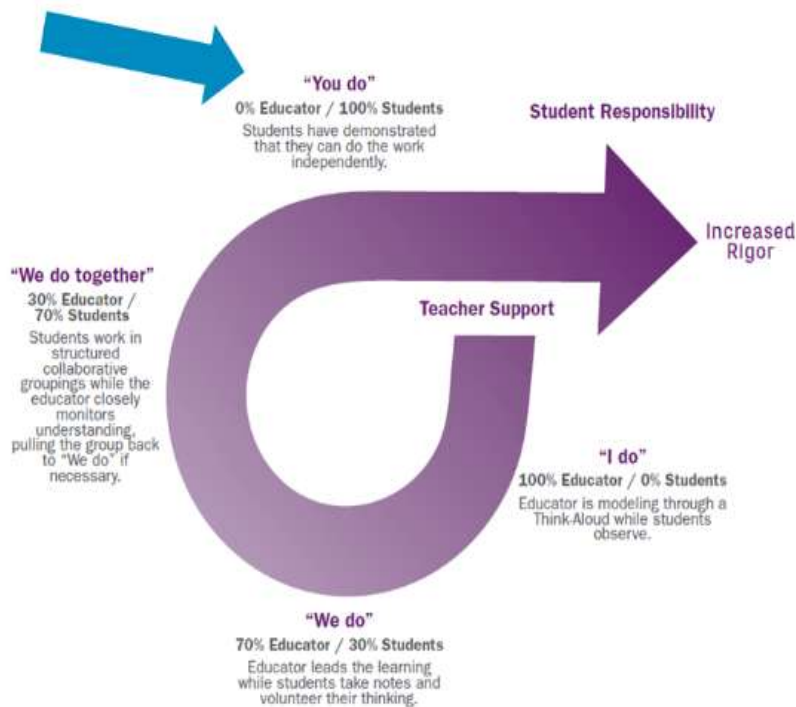 “You do”
0% Educator / 100% Students
Students have demonstrated
that they can do the work
independently.
Student Responsibility
Increased
Rigor
“We do together”
30% Educator /
70% Students
Students work in
structured
collaborative
groupings while the
educator closely
monitors
understanding,
pulling the group back
to “We do” if
necessary.
Teacher Support
“I do”
100% Educator / 0% Students
Educator is modeling through a
Think-Aloud while students
observe.
“We do”
70% Educator / 30% Students
Educator leads the learning
while students take notes and
volunteer their thinking.